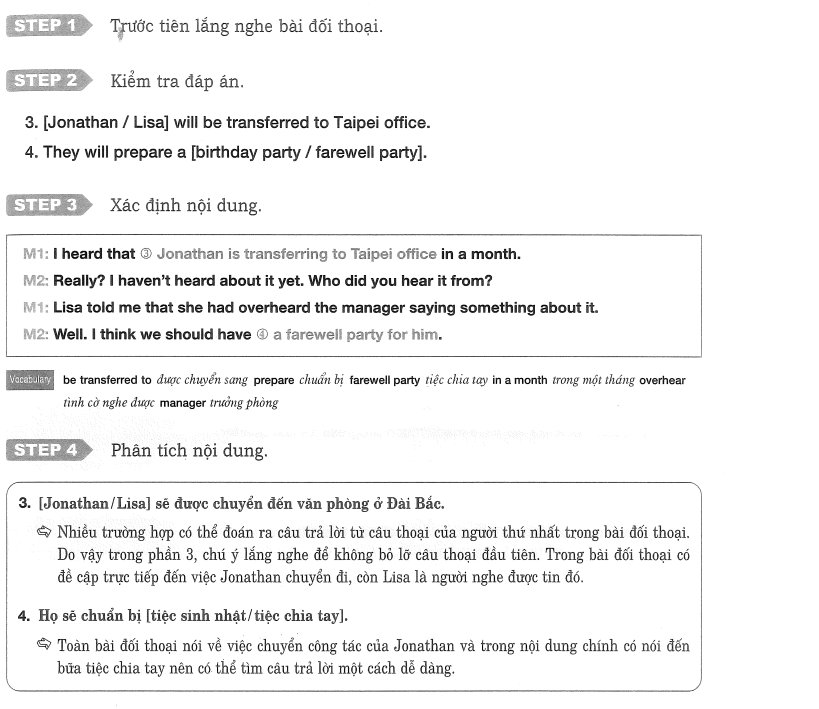 STEP 1 Trước tiên lắng nghe bài đối thoại.
STEP 2 Kiểm tra đáp án.
3. [Jonathan / Lisa] will be transferred to Taipei office.
4. They will prepare a [birthday party / farewell party].
STEP 3 Xác định nội dung.
M1: I heard that ③ Jonathan is transferring to Taipei office in a month.
M2: Really? I haven't heard about it yet. Who did you hear it from?
M1: Lisa told me that she had overheard the manager saying something about it.
M2: Well. I think we should have ④ a farewell party for him.
Vocabulary be transferred to được chuyển sang prepare chuẩn bị farewell party tiệc chia tay in a month trong một tháng overhear
tình cờ nghe được manager trưởng phòng
STEP 4 Phân tích nội dung.
3. [Jonathan/Lisa] sẽ được chuyển đến văn phòng ở Đài Bắc.
➪ Nhiều trường hợp có thể đoán ra câu trả lời từ câu thoại của người thứ nhất trong bài đối thoại.
Do vậy trong phần 3, chú ý lắng nghe để không bỏ lỡ câu thoại đầu tiên. Trong bài đối thoại có
đề cập trực tiếp đến việc Jonathan chuyển đi, còn Lisa là người nghe được tin đó.
4. Họ sẽ chuẩn bị [tiệc sinh nhật/tiệc chia tay].
➪ Toàn bài đối thoại nói về việc chuyển công tác của Jonathan và trong nội dung chính có nói đến
bữa tiệc chia tay nên có thể tìm câu trả lời một cách dễ dàng.